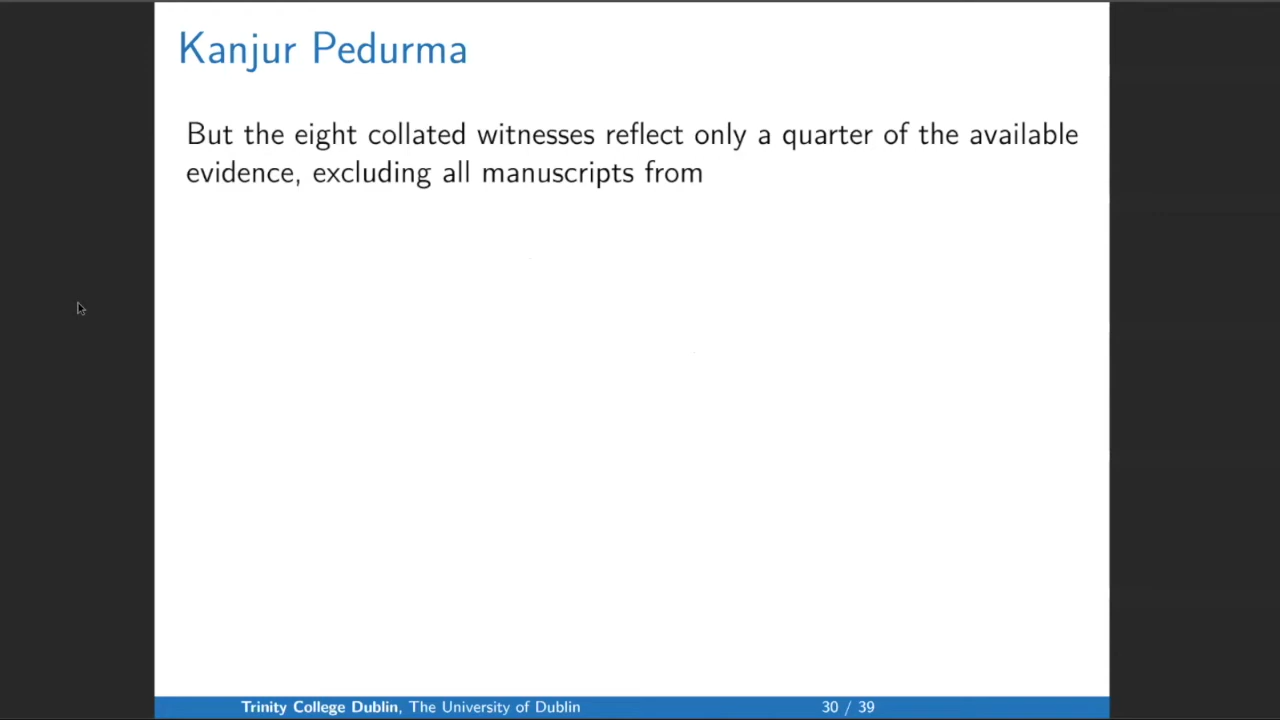 Kanjur Pedurma
But the eight collated witnesses reflect only a quarter of the available
evidence, excluding all manuscripts from
Trinity College Dublin, The University of Dublin 30 / 39